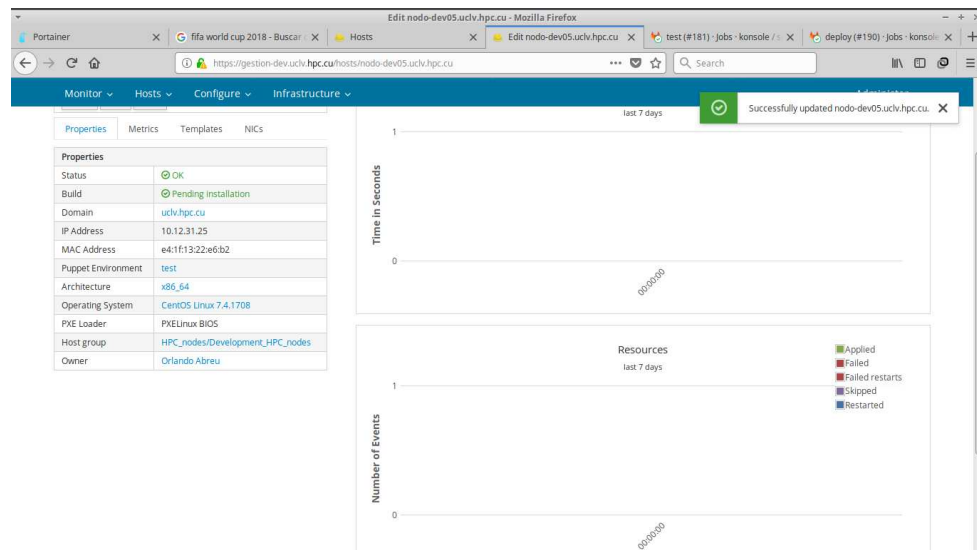 Edit nodo-dev05.uclv.hpc.cu - Mozilla Firefox
Portainer
fifa world cup 2018 - Buscar
Hosts
Edit nodo-dev05.uclv.hpc.cu
test (#181) · Jobs · konsole / s
deploy (#190) · Jobs · konsole
https://gestion-dev.uclv.hpc.cu/hosts/nodo-dev05.uclv.hpc.cu
Search
Monitor Hosts Configure Infrastructure
Successfully updated nodo-dev05.uclv.hpc.cu.
Properties Metrics Templates NICs
Properties
Status OK
Build Pending installation
Domain uclv.hpc.cu
IP Address 10.12.31.25
MAC Address e4:1f:13:22:e6:b2
Puppet Environment test
Architecture x86_64
Operating System CentOS Linux 7.4.1708
PXE Loader PXELinux BIOS
Host group HPC_nodes/Development_HPC_nodes
Owner Orlando Abreu
last 7 days
1
Time in Seconds
0
00:00:00
Resources
last 7 days
Applied
Failed
Failed restarts
Skipped
Restarted
1
Number of Events
0
00:00:00